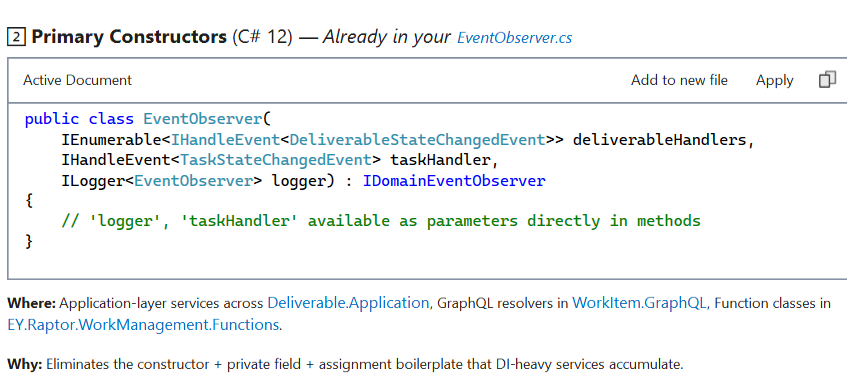 2 Primary Constructors (C# 12) — Already in your EventObserver.cs
Active Document Add to new file Apply
public class EventObserver(
    IEnumerable<IHandleEvent<DeliverableStateChangedEvent>> deliverableHandlers,
    IHandleEvent<TaskStateChangedEvent> taskHandler,
    ILogger<EventObserver> logger) : IDomainEventObserver
{
    // 'logger', 'taskHandler' available as parameters directly in methods
}
Where: Application-layer services across Deliverable.Application, GraphQL resolvers in WorkItem.GraphQL, Function classes in
EY.Raptor.WorkManagement.Functions.
Why: Eliminates the constructor + private field + assignment boilerplate that DI-heavy services accumulate.